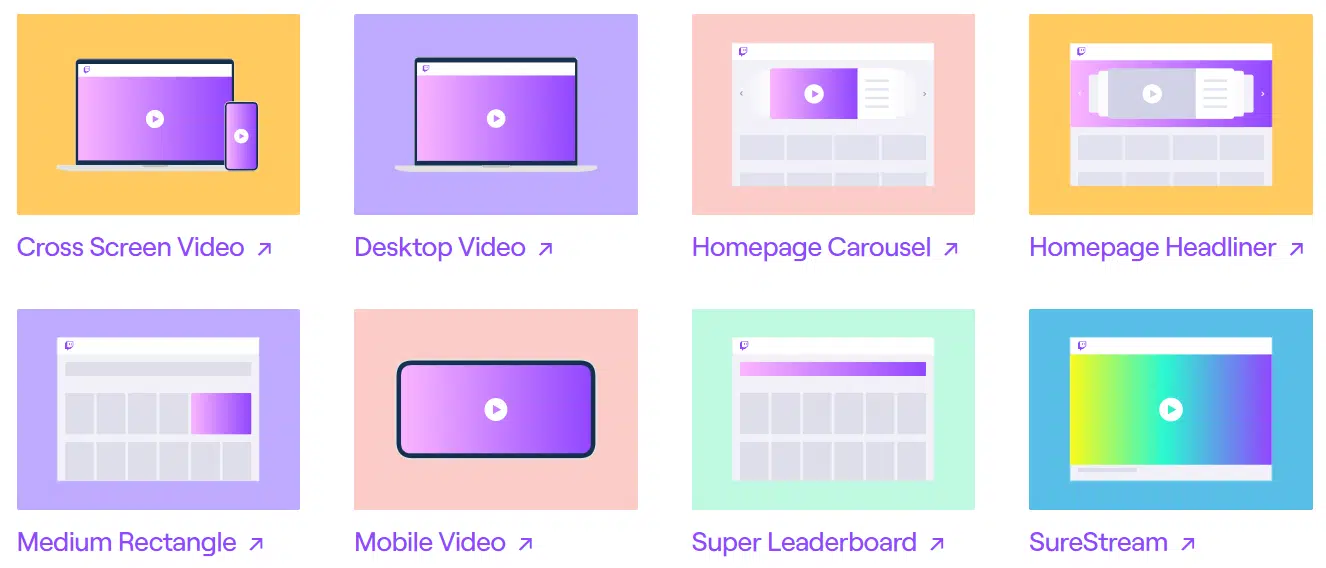 Cross Screen Video ↗
Desktop Video ↗
Homepage Carousel ↗
Homepage Headliner ↗
Medium Rectangle ↗
Mobile Video ↗
Super Leaderboard ↗
SureStream ↗